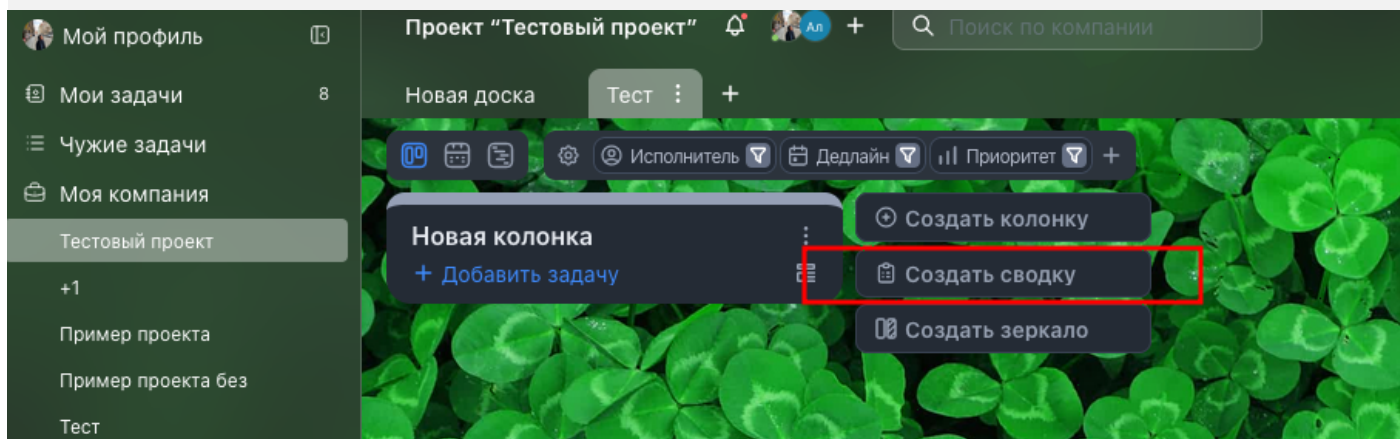 Мой профиль
Проект “Тестовый проект”
Ал
+
Поиск по компании
Мои задачи
8
Новая доска
Тест
+
Чужие задачи
Исполнитель
Дедлайн
Приоритет
+
Моя компания
Тестовый проект
+1
Пример проекта
Пример проекта без
Тест
Новая колонка
+ Добавить задачу
Создать колонку
Создать сводку
Создать зеркало